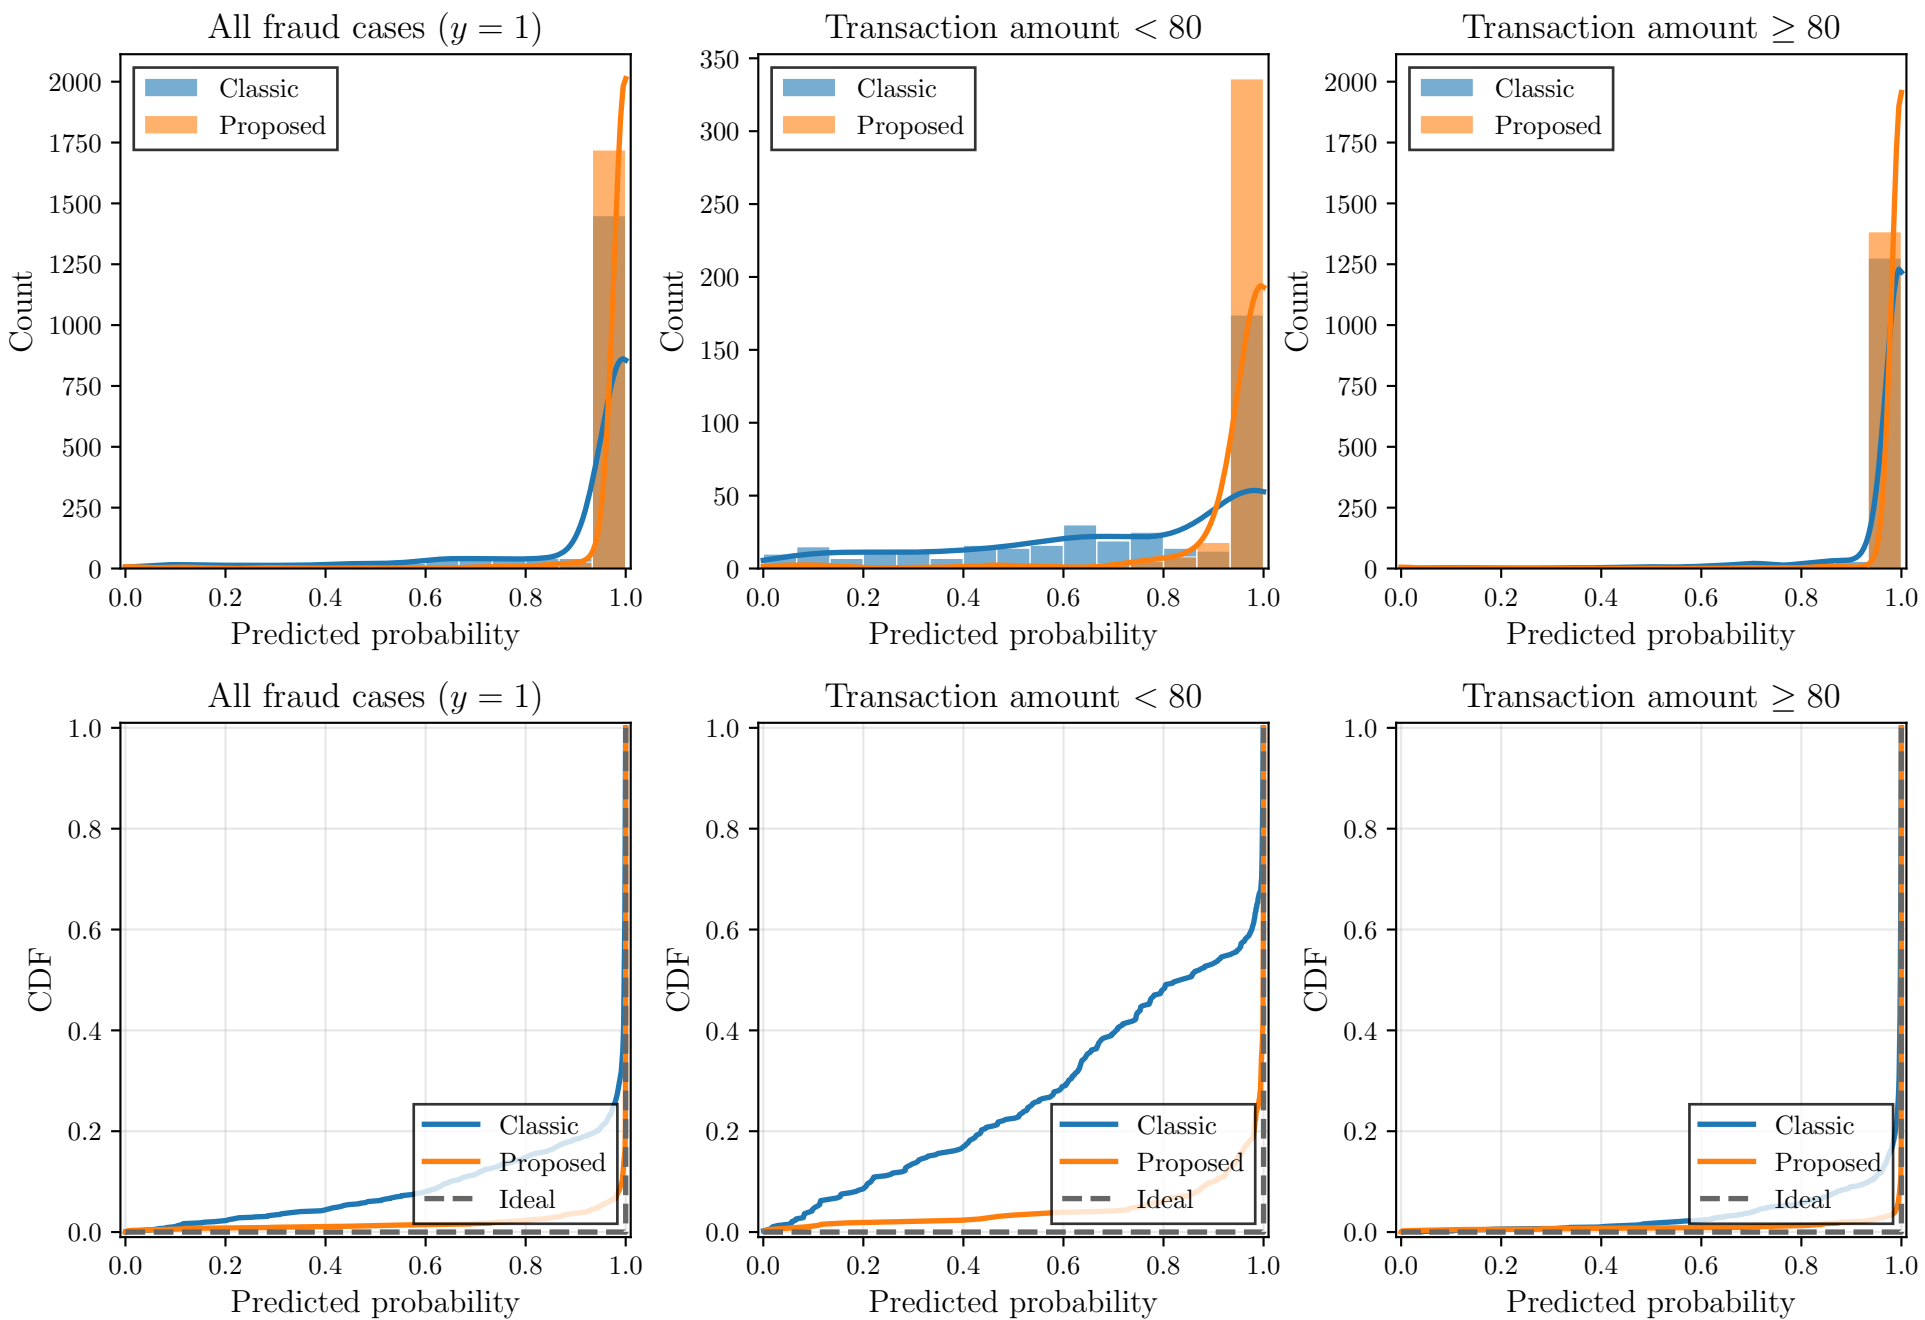 All fraud cases (y = 1)
Classic
Proposed
2000
1750
1500
1250
1000
750
500
250
0
Count
0.0 0.2 0.4 0.6 0.8 1.0
Predicted probability
Transaction amount < 80
Classic
Proposed
350
300
250
200
150
100
50
0
Count
0.0 0.2 0.4 0.6 0.8 1.0
Predicted probability
Transaction amount ≥ 80
Classic
Proposed
2000
1750
1500
1250
1000
750
500
250
0
Count
0.0 0.2 0.4 0.6 0.8 1.0
Predicted probability
All fraud cases (y = 1)
1.0
0.8
0.6
0.4
0.2
0.0
CDF
Classic
Proposed
Ideal
0.0 0.2 0.4 0.6 0.8 1.0
Predicted probability
Transaction amount < 80
1.0
0.8
0.6
0.4
0.2
0.0
CDF
Classic
Proposed
Ideal
0.0 0.2 0.4 0.6 0.8 1.0
Predicted probability
Transaction amount ≥ 80
1.0
0.8
0.6
0.4
0.2
0.0
CDF
Classic
Proposed
Ideal
0.0 0.2 0.4 0.6 0.8 1.0
Predicted probability